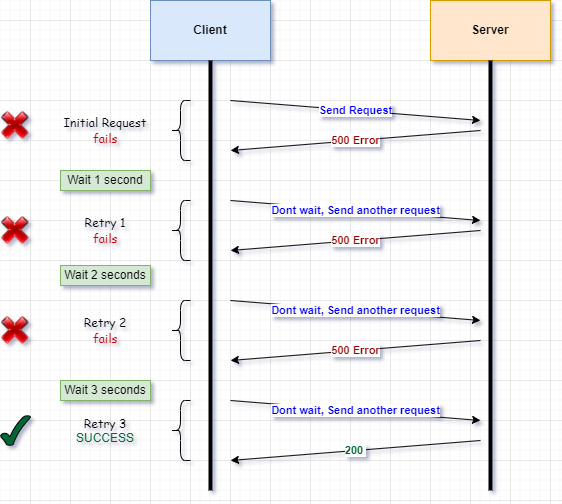 Client
Server
Send Request
Initial Request
fails
500 Error
Wait 1 second
Dont wait, Send another request
Retry 1
fails
500 Error
Wait 2 seconds
Dont wait, Send another request
Retry 2
fails
500 Error
Wait 3 seconds
Dont wait, Send another request
Retry 3
SUCCESS
200